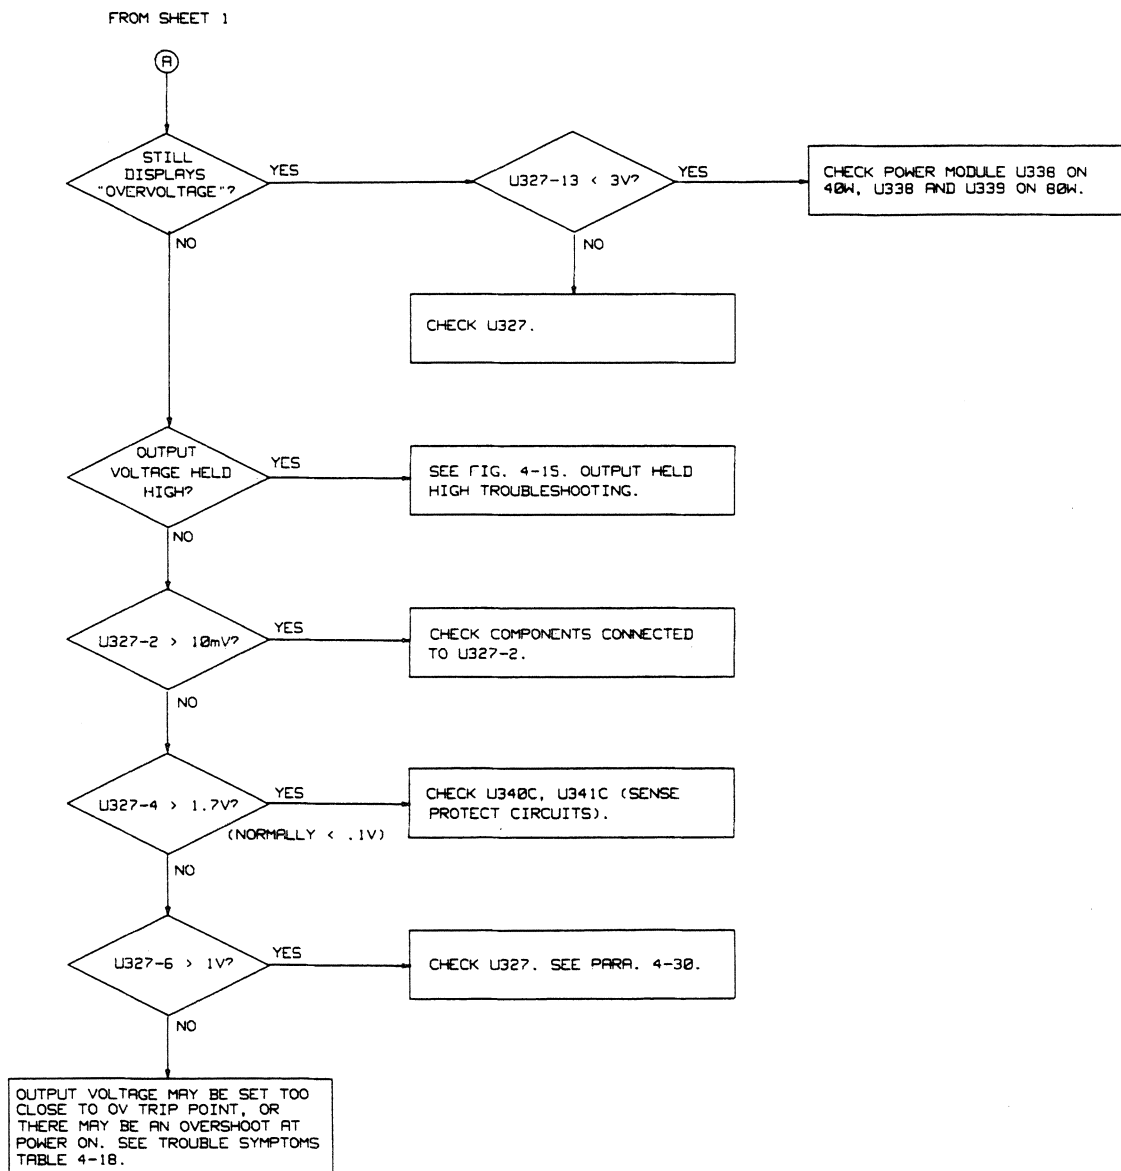 FROM SHEET 1
A
STILL
DISPLAYS
"OVERVOLTAGE"?
YES
U327-13 < 3V?
YES
CHECK POWER MODULE U338 ON
40W, U338 AND U339 ON 80W.
NO
NO
CHECK U327.
OUTPUT
VOLTAGE HELD
HIGH?
YES
SEE FIG. 4-15. OUTPUT HELD
HIGH TROUBLESHOOTING.
NO
U327-2 > 10mV?
YES
CHECK COMPONENTS CONNECTED
TO U327-2.
NO
U327-4 > 1.7V?
YES
(NORMALLY < .1V)
CHECK U340C, U341C (SENSE
PROTECT CIRCUITS).
NO
U327-6 > 1V?
YES
CHECK U327. SEE PARA. 4-30.
NO
OUTPUT VOLTAGE MAY BE SET TOO
CLOSE TO OV TRIP POINT, OR
THERE MAY BE AN OVERSHOOT AT
POWER ON. SEE TROUBLE SYMPTOMS
TABLE 4-18.